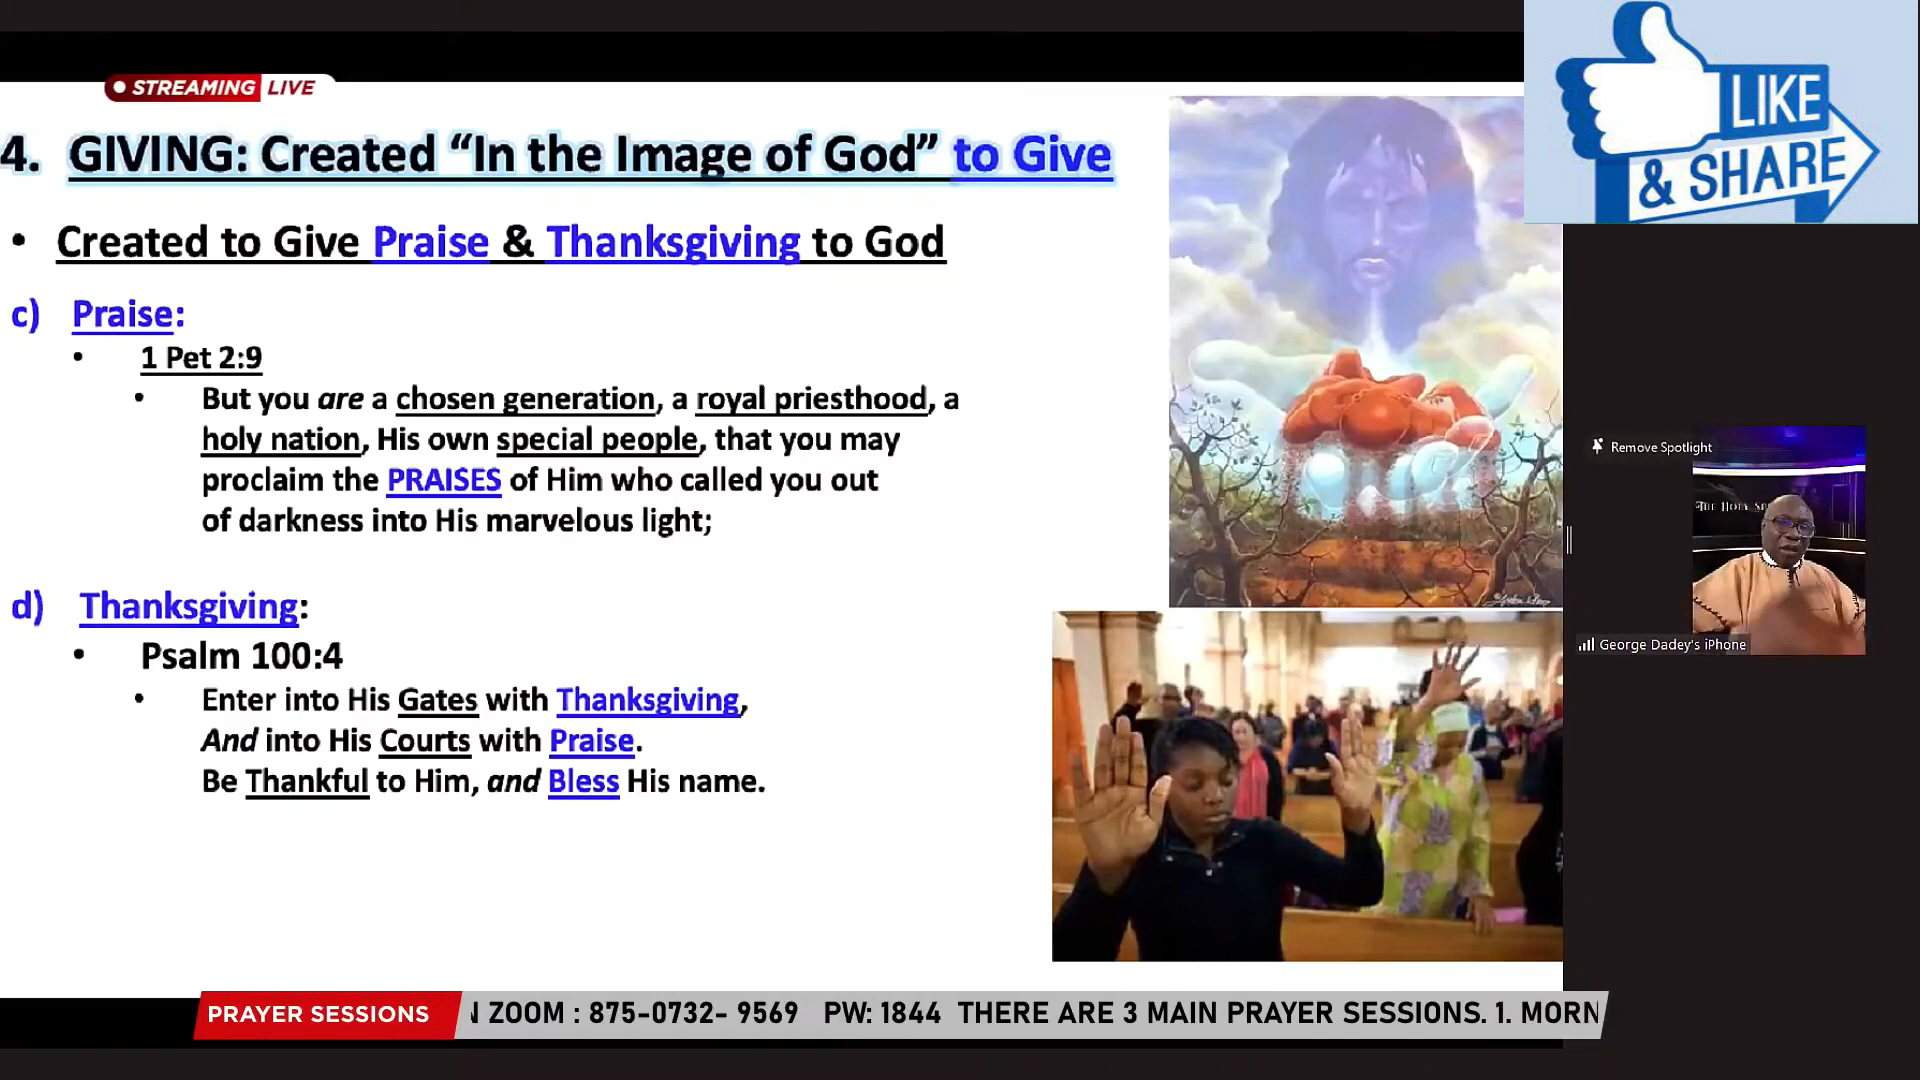 STREAMING LIVE
LIKE
& SHARE
4. GIVING: Created “In the Image of God” to Give
• Created to Give Praise & Thanksgiving to God
c) Praise:
• 1 Pet 2:9
• But you are a chosen generation, a royal priesthood, a
holy nation, His own special people, that you may
proclaim the PRAISES of Him who called you out
of darkness into His marvelous light;
d) Thanksgiving:
• Psalm 100:4
• Enter into His Gates with Thanksgiving,
And into His Courts with Praise.
Be Thankful to Him, and Bless His name.
Remove Spotlight
THE HOLY
George Dadey's iPhone
PRAYER SESSIONS
ZOOM : 875-0732- 9569 PW: 1844 THERE ARE 3 MAIN PRAYER SESSIONS. 1. MORN